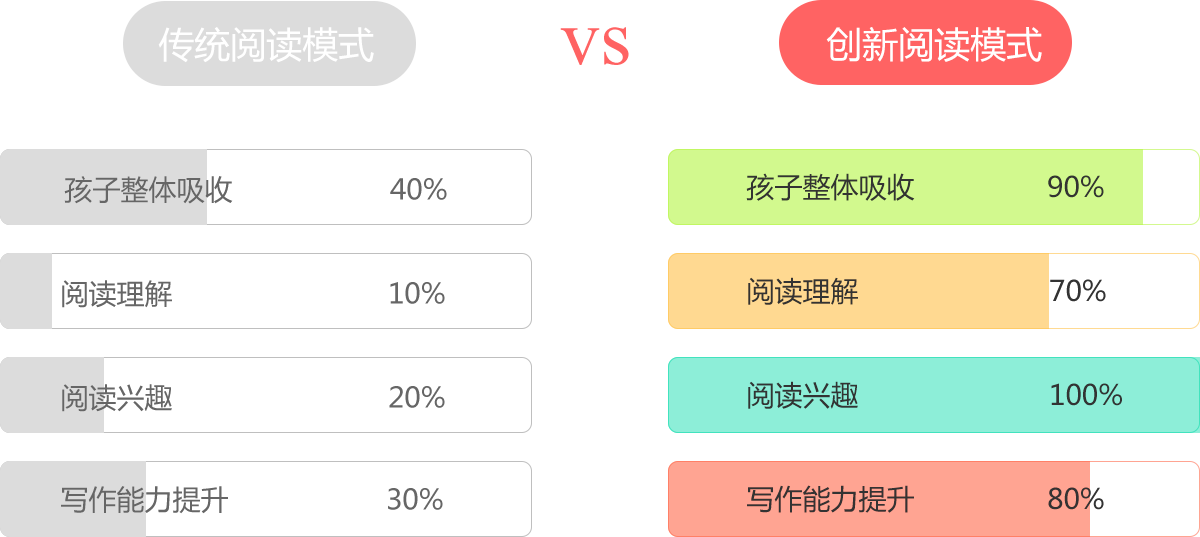 传统阅读模式 VS 创新阅读模式
孩子整体吸收 40%
阅读理解 10%
阅读兴趣 20%
写作能力提升 30%
孩子整体吸收 90%
阅读理解 70%
阅读兴趣 100%
写作能力提升 80%